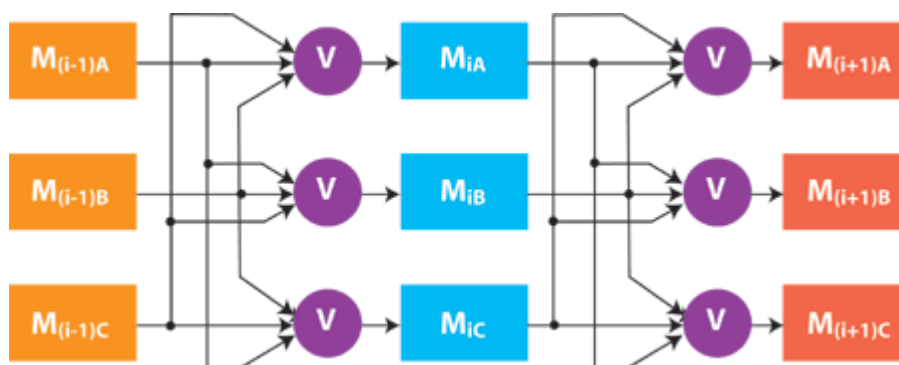 M(i-1)A V MiA V M(i+1)A
M(i-1)B V MiB V M(i+1)B
M(i-1)C V MiC V M(i+1)C